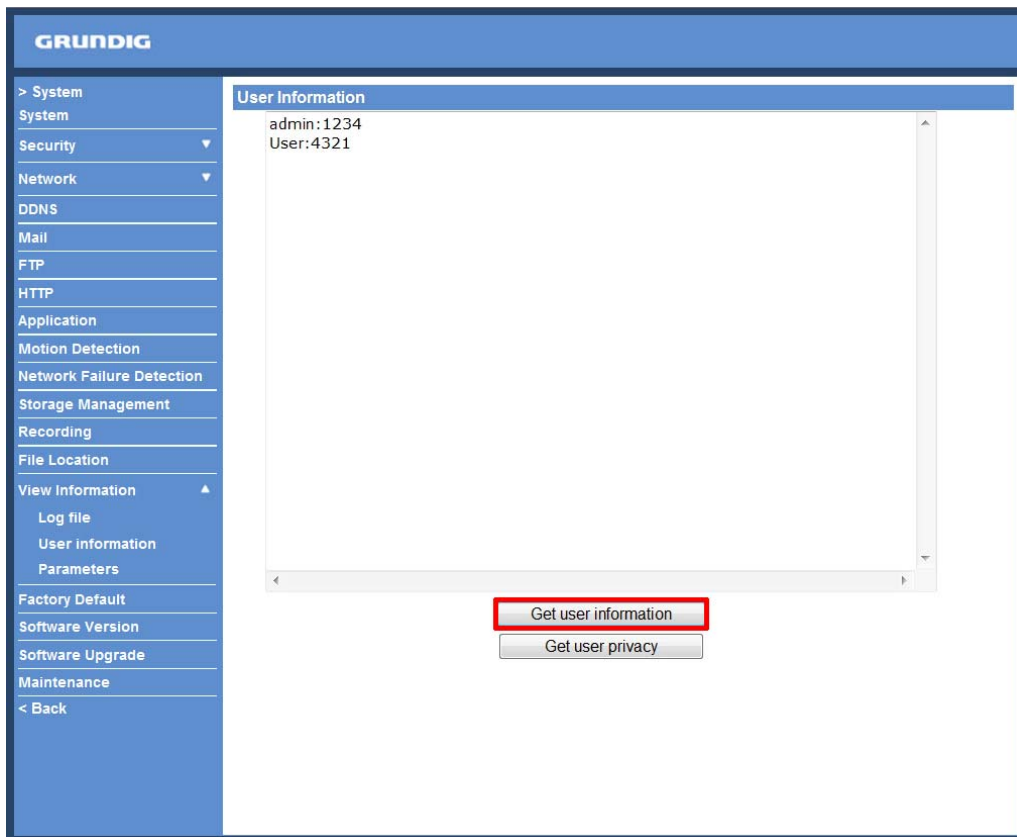 GRUNDIG
> System
System
Security
Network
DDNS
Mail
FTP
HTTP
Application
Motion Detection
Network Failure Detection
Storage Management
Recording
File Location
View Information
Log file
User information
Parameters
Factory Default
Software Version
Software Upgrade
Maintenance
< Back
User Information
admin:1234
User:4321
Get user information
Get user privacy